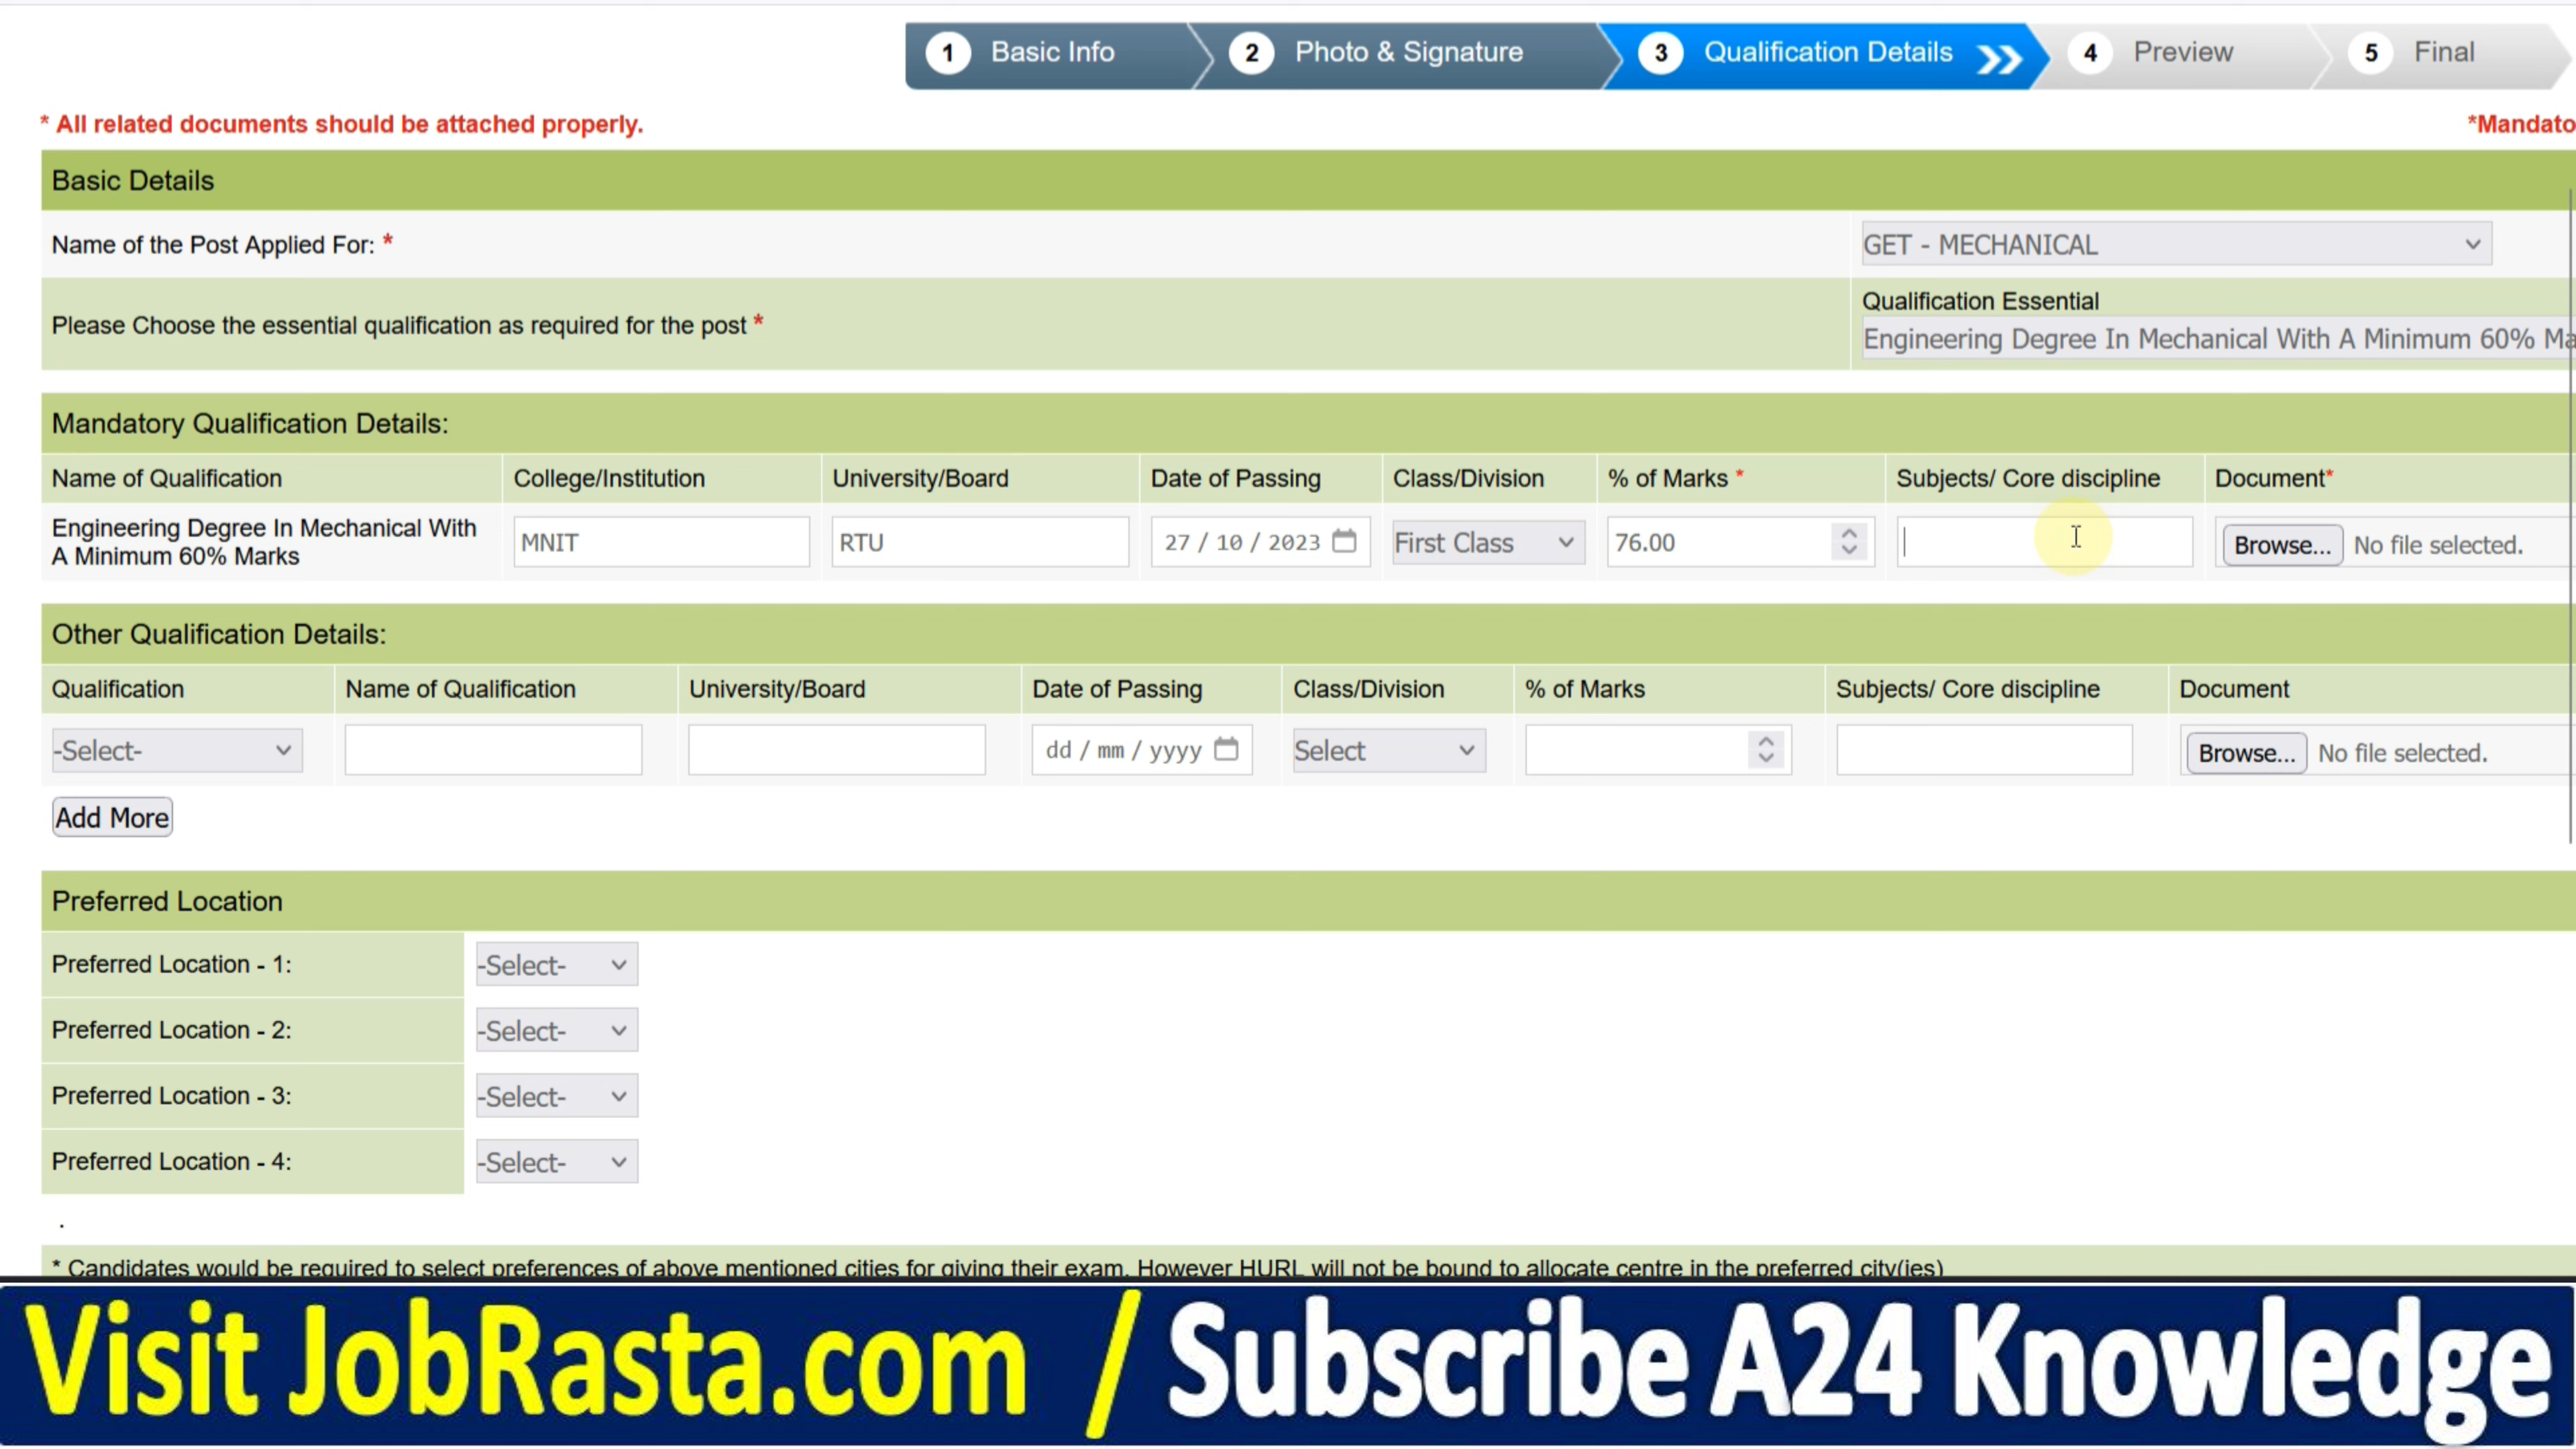 1 Basic Info 2 Photo & Signature 3 Qualification Details 4 Preview 5 Final
* All related documents should be attached properly. *Mandato
Basic Details
Name of the Post Applied For: * GET - MECHANICAL
Qualification Essential
Please Choose the essential qualification as required for the post * Engineering Degree In Mechanical With A Minimum 60% Ma
Mandatory Qualification Details:
Name of Qualification College/Institution University/Board Date of Passing Class/Division % of Marks * Subjects/ Core discipline Document*
Engineering Degree In Mechanical With
A Minimum 60% Marks MNIT RTU 27 / 10 / 2023 First Class 76.00 Browse... No file selected.
Other Qualification Details:
Qualification Name of Qualification University/Board Date of Passing Class/Division % of Marks Subjects/ Core discipline Document
-Select- dd / mm / yyyy Select Browse... No file selected.
Add More
Preferred Location
Preferred Location - 1: -Select-
Preferred Location - 2: -Select-
Preferred Location - 3: -Select-
Preferred Location - 4: -Select-
.
* Candidates would be required to select preferences of above mentioned cities for giving their exam. However HURL will not be bound to allocate centre in the preferred city(ies)
Visit JobRasta.com / Subscribe A24 Knowledge